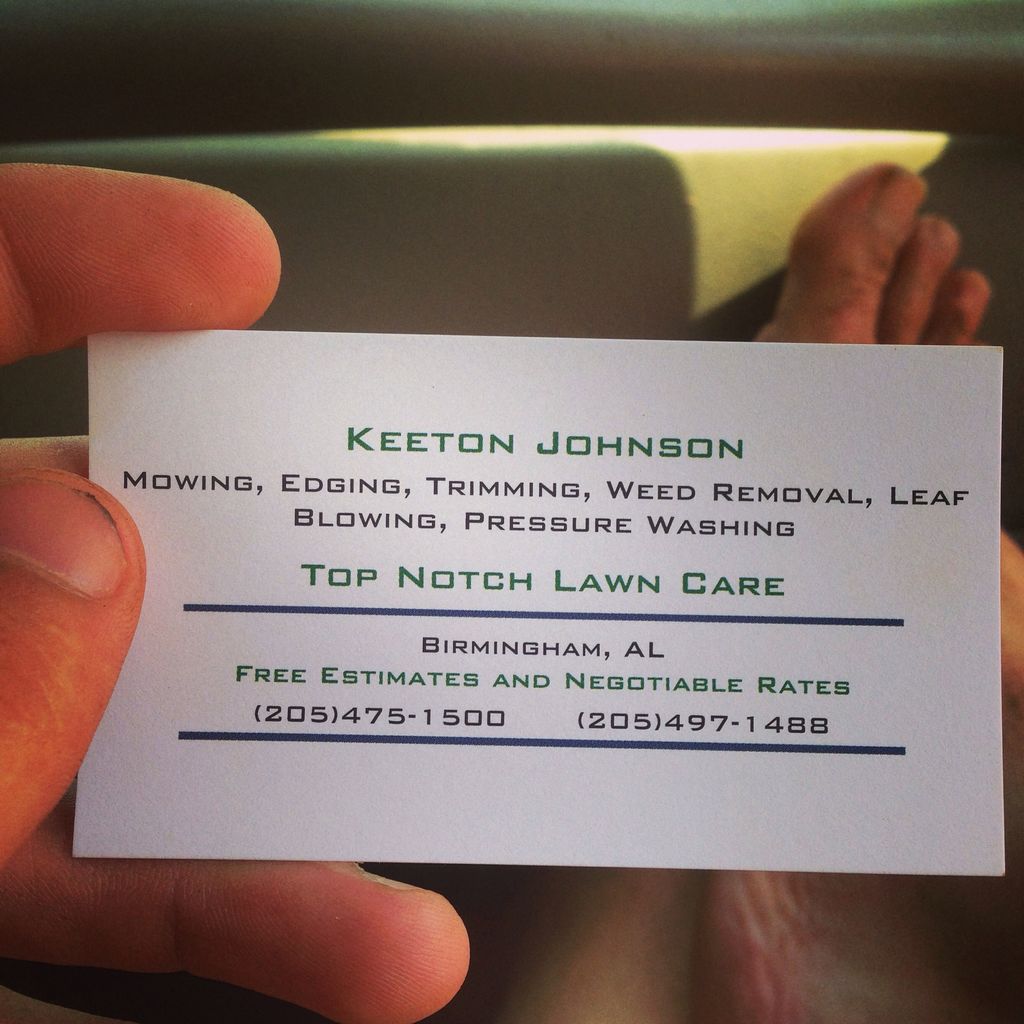 Keeton Johnson
Mowing, Edging, Trimming, Weed Removal, Leaf
Blowing, Pressure Washing
Top Notch Lawn Care
Birmingham, AL
Free Estimates and Negotiable Rates
(205)475-1500 (205)497-1488